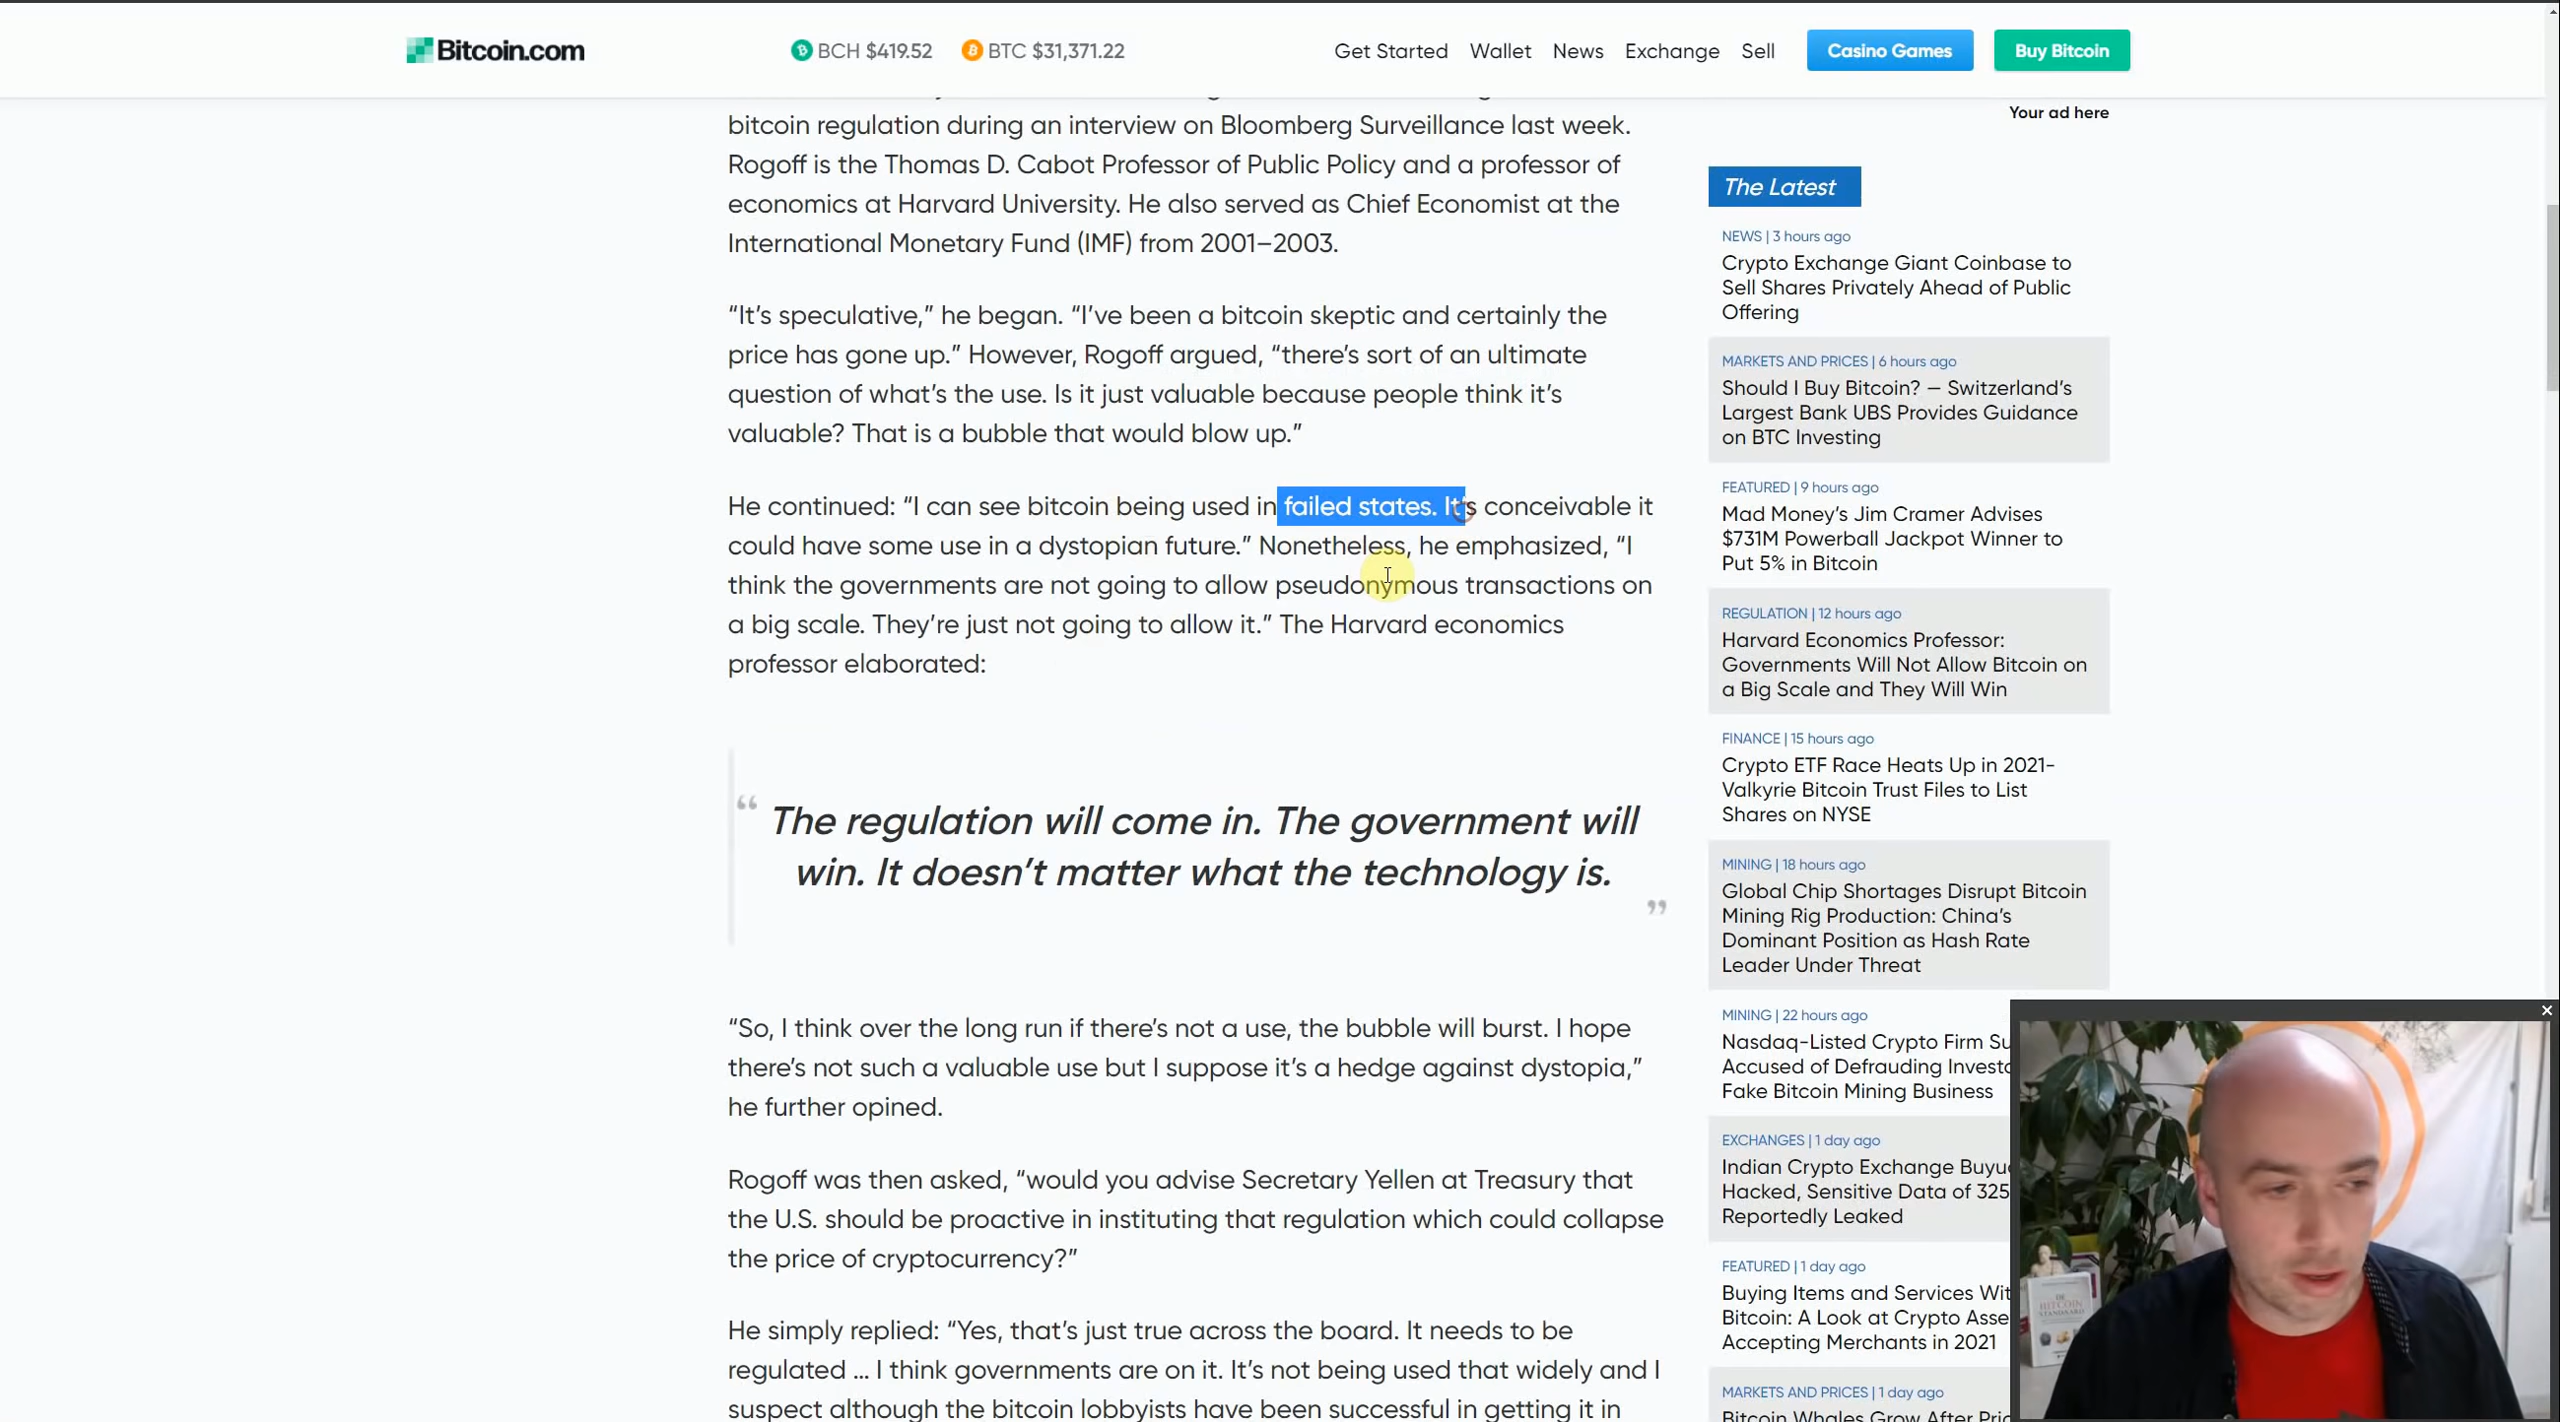 Bitcoin.com
BCH $419.52
BTC $31,371.22
Get Started
Wallet
News
Exchange
Sell
Casino Games
Buy Bitcoin
bitcoin regulation during an interview on Bloomberg Surveillance last week.
Rogoff is the Thomas D. Cabot Professor of Public Policy and a professor of
economics at Harvard University. He also served as Chief Economist at the
International Monetary Fund (IMF) from 2001–2003.
“It’s speculative,” he began. “I’ve been a bitcoin skeptic and certainly the
price has gone up.” However, Rogoff argued, “there’s sort of an ultimate
question of what’s the use. Is it just valuable because people think it’s
valuable? That is a bubble that would blow up.”
He continued: “I can see bitcoin being used in failed states. It’s conceivable it
could have some use in a dystopian future.” Nonetheless, he emphasized, “I
think the governments are not going to allow pseudonymous transactions on
a big scale. They’re just not going to allow it.” The Harvard economics
professor elaborated:
“ The regulation will come in. The government will
win. It doesn’t matter what the technology is. ”
“So, I think over the long run if there’s not a use, the bubble will burst. I hope
there’s not such a valuable use but I suppose it’s a hedge against dystopia,”
he further opined.
Rogoff was then asked, “would you advise Secretary Yellen at Treasury that
the U.S. should be proactive in instituting that regulation which could collapse
the price of cryptocurrency?”
He simply replied: “Yes, that’s just true across the board. It needs to be
regulated … I think governments are on it. It’s not being used that widely and I
suspect although the bitcoin lobbyists have been successful in getting it in
Your ad here
The Latest
NEWS | 3 hours ago
Crypto Exchange Giant Coinbase to
Sell Shares Privately Ahead of Public
Offering
MARKETS AND PRICES | 6 hours ago
Should I Buy Bitcoin? — Switzerland’s
Largest Bank UBS Provides Guidance
on BTC Investing
FEATURED | 9 hours ago
Mad Money’s Jim Cramer Advises
$731M Powerball Jackpot Winner to
Put 5% in Bitcoin
REGULATION | 12 hours ago
Harvard Economics Professor:
Governments Will Not Allow Bitcoin on
a Big Scale and They Will Win
FINANCE | 15 hours ago
Crypto ETF Race Heats Up in 2021-
Valkyrie Bitcoin Trust Files to List
Shares on NYSE
MINING | 18 hours ago
Global Chip Shortages Disrupt Bitcoin
Mining Rig Production: China’s
Dominant Position as Hash Rate
Leader Under Threat
MINING | 22 hours ago
Nasdaq-Listed Crypto Firm Su
Accused of Defrauding Investo
Fake Bitcoin Mining Business
EXCHANGES | 1 day ago
Indian Crypto Exchange Buyu
Hacked, Sensitive Data of 325
Reportedly Leaked
FEATURED | 1 day ago
Buying Items and Services Wit
Bitcoin: A Look at Crypto Asse
Accepting Merchants in 2021
MARKETS AND PRICES | 1 day ago
Bitcoin Whales Grow After Pric
DE
BITCOIN
STANDAARD